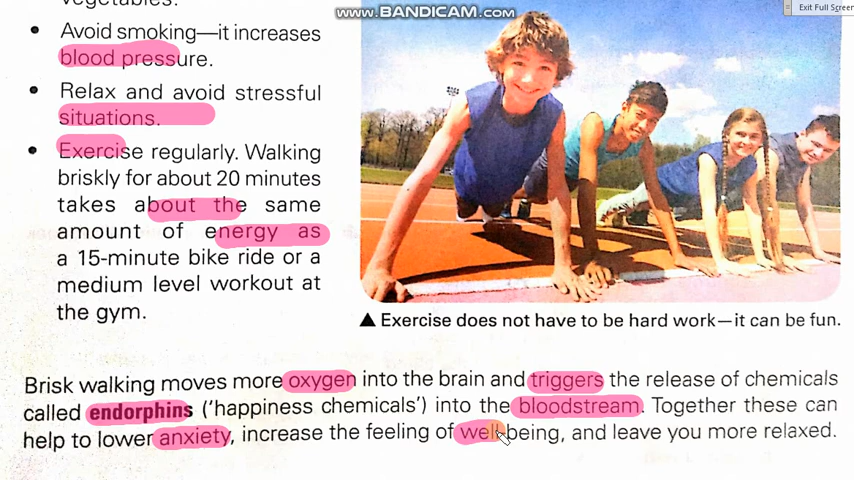 vegetables.
www.BANDICAM.com
Exit Full Screen
• Avoid smoking—it increases
blood pressure.
• Relax and avoid stressful
situations.
• Exercise regularly. Walking
briskly for about 20 minutes
takes about the same
amount of energy as
a 15-minute bike ride or a
medium level workout at
the gym.
▲ Exercise does not have to be hard work—it can be fun.
Brisk walking moves more oxygen into the brain and triggers the release of chemicals
called endorphins (‘happiness chemicals’) into the bloodstream. Together these can
help to lower anxiety, increase the feeling of well-being, and leave you more relaxed.